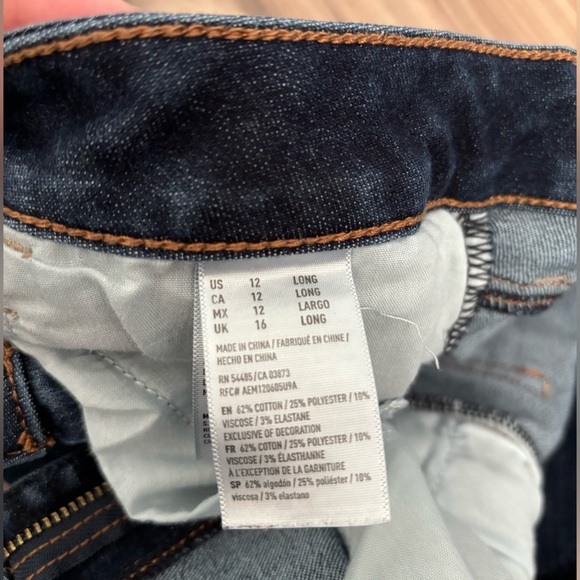 US 12 LONG
CA 12 LONG
MX 12 LARGO
UK 16 LONG
MADE IN CHINA / FABRIQUÉ EN CHINE /
HECHO EN CHINA
RN 54485/CA 03873
RFC# AEM120605U9A
EN 62% COTTON / 25% POLYESTER / 10%
VISCOSE / 3% ELASTANE
EXCLUSIVE OF DECORATION
FR 62% COTTON / 25% POLYESTER / 10%
VISCOSE / 3% ÉLASTHANNE
À L'EXCEPTION DE LA GARNITURE
SP 62% algodón / 25% poliéster / 10%
viscosa / 3% elastano